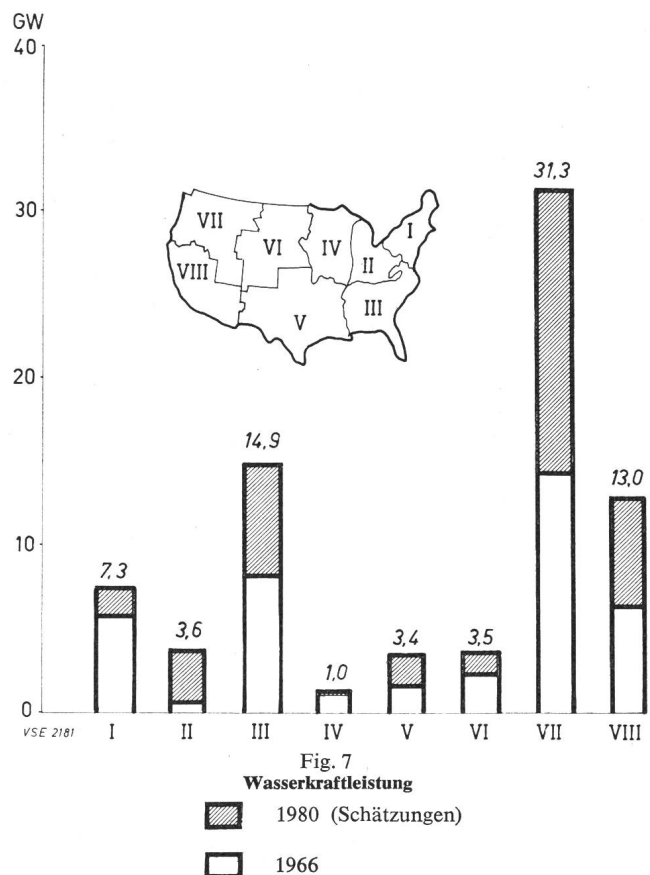 GW
40
30
20
10
0
31,3
14,9
13,0
7,3
3,6
1,0
3,4
3,5
VII
VI
IV
I
II
VIII
V
III
VSE 2181
I II III IV V VI VII VIII
Fig. 7
Wasserkraftleistung
1980 (Schätzungen)
1966